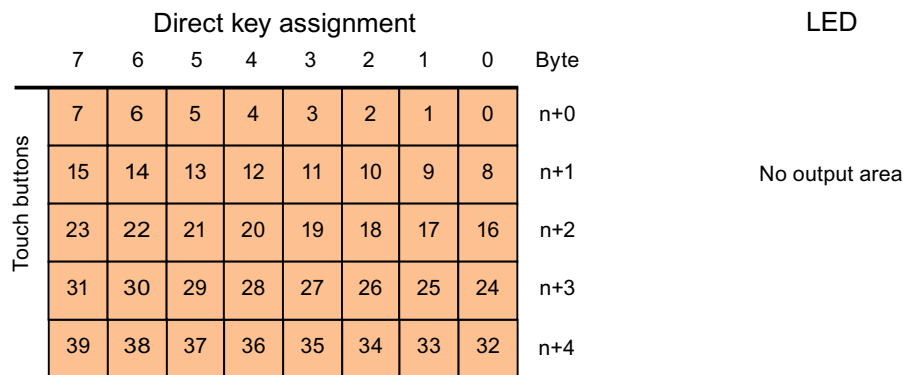 Direct key assignment LED
7 6 5 4 3 2 1 0 Byte
Touch buttons
7 6 5 4 3 2 1 0 n+0
15 14 13 12 11 10 9 8 n+1 No output area
23 22 21 20 19 18 17 16 n+2
31 30 29 28 27 26 25 24 n+3
39 38 37 36 35 34 33 32 n+4